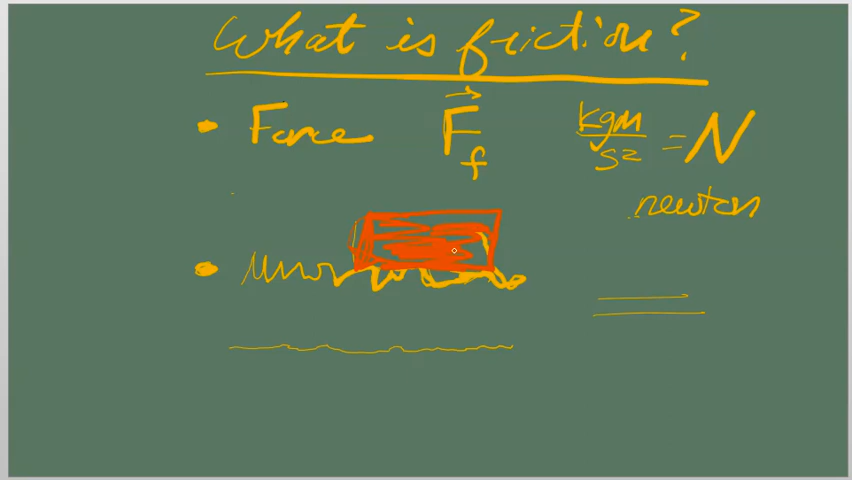 What is friction?
• Force F⃗f kgm/s² = N
newton
•